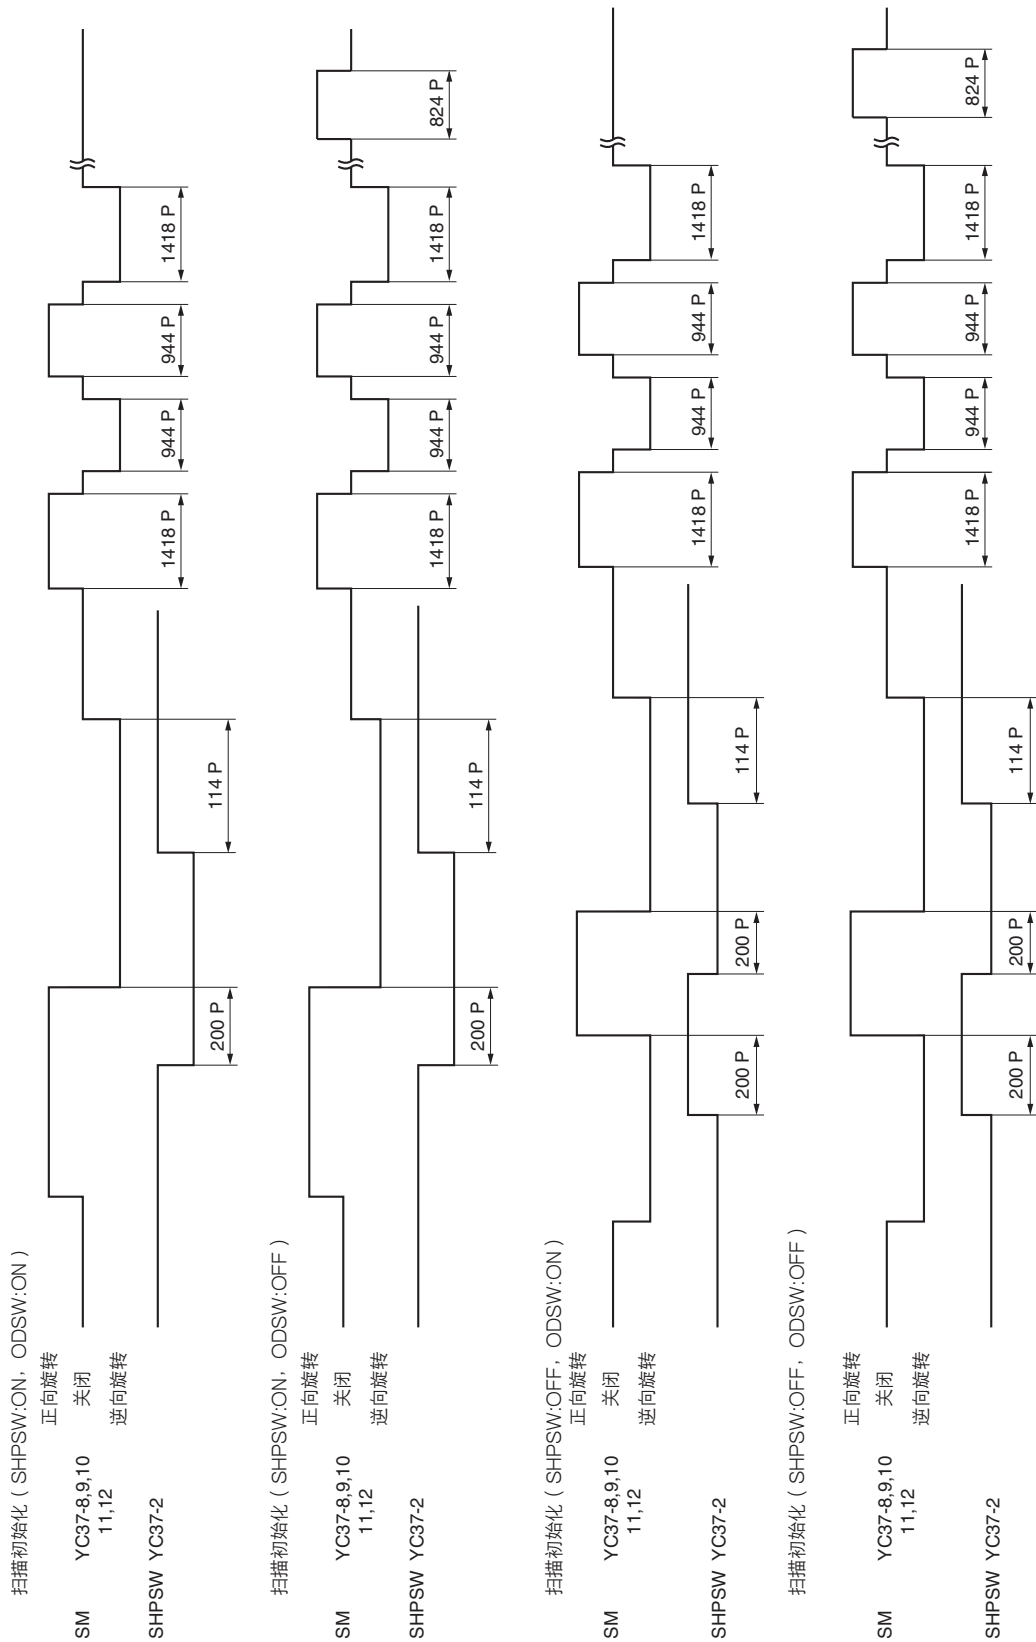 扫描初始化（SHPSW:ON，ODSW:ON）
正向旋转
SM YC37-8,9,10 关闭
11,12
逆向旋转
SHPSW YC37-2
200 P
114 P
1418 P
944 P
944 P
1418 P
扫描初始化（SHPSW:ON，ODSW:OFF）
正向旋转
SM YC37-8,9,10 关闭
11,12
逆向旋转
SHPSW YC37-2
200 P
114 P
1418 P
944 P
944 P
1418 P
824 P
扫描初始化（SHPSW:OFF，ODSW:ON）
正向旋转
SM YC37-8,9,10 关闭
11,12
逆向旋转
SHPSW YC37-2
200 P
200 P
114 P
1418 P
944 P
944 P
1418 P
扫描初始化（SHPSW:OFF，ODSW:OFF）
正向旋转
SM YC37-8,9,10 关闭
11,12
逆向旋转
SHPSW YC37-2
200 P
200 P
114 P
1418 P
944 P
944 P
1418 P
824 P